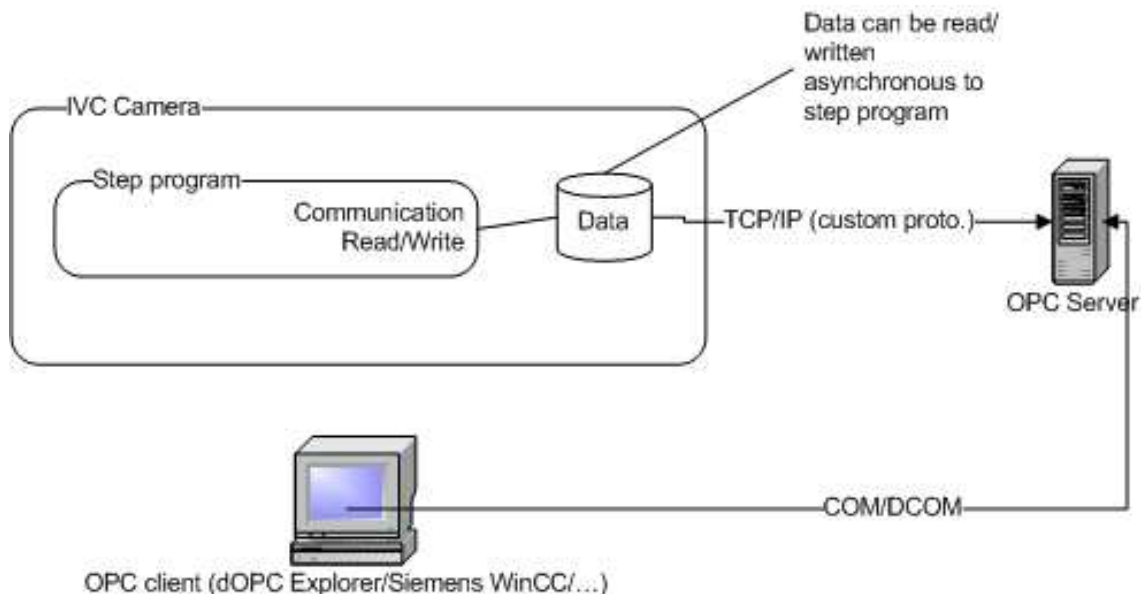 Data can be read/
written
asynchronous to
step program
IVC Camera
Step program
Communication
Read/Write
Data
TCP/IP (custom proto.)
OPC Server
COM/DCOM
OPC client (dOPC Explorer/Siemens WinCC/…)